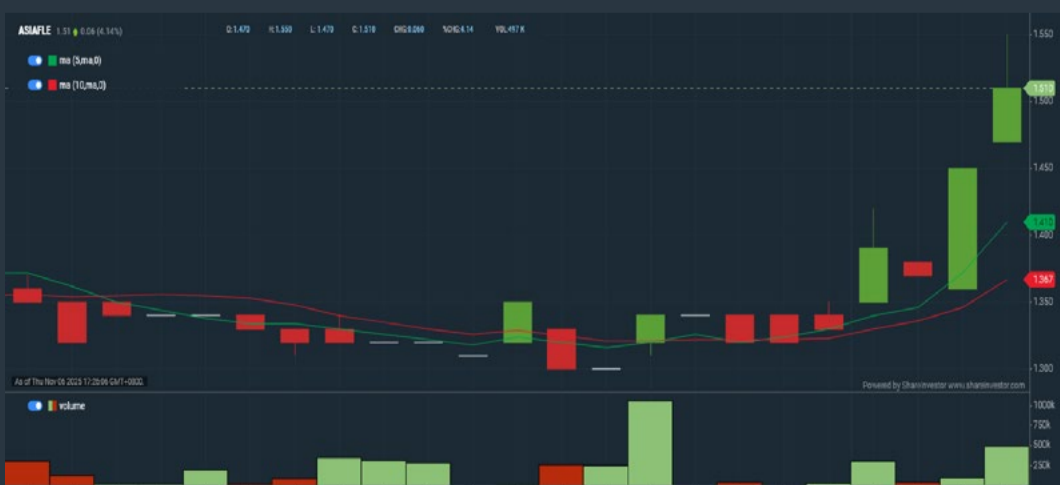 ASIAFLE 1.51 0.06 (4.14%) O:1.470 H:1.550 L:1.470 C:1.510 CHG:0.060 %CHG:4.14 VOL:497 K
ma (5,ma,0)
ma (10,ma,0)
1.550
1.510
1.500
1.450
1.410
1.400
1.367
1.350
1.300
As of Thu Nov 06 2025 17:26:06 GMT+0800.
Powered by ShareInvestor www.shareinvestor.com
volume
1000k
750k
500k
250k